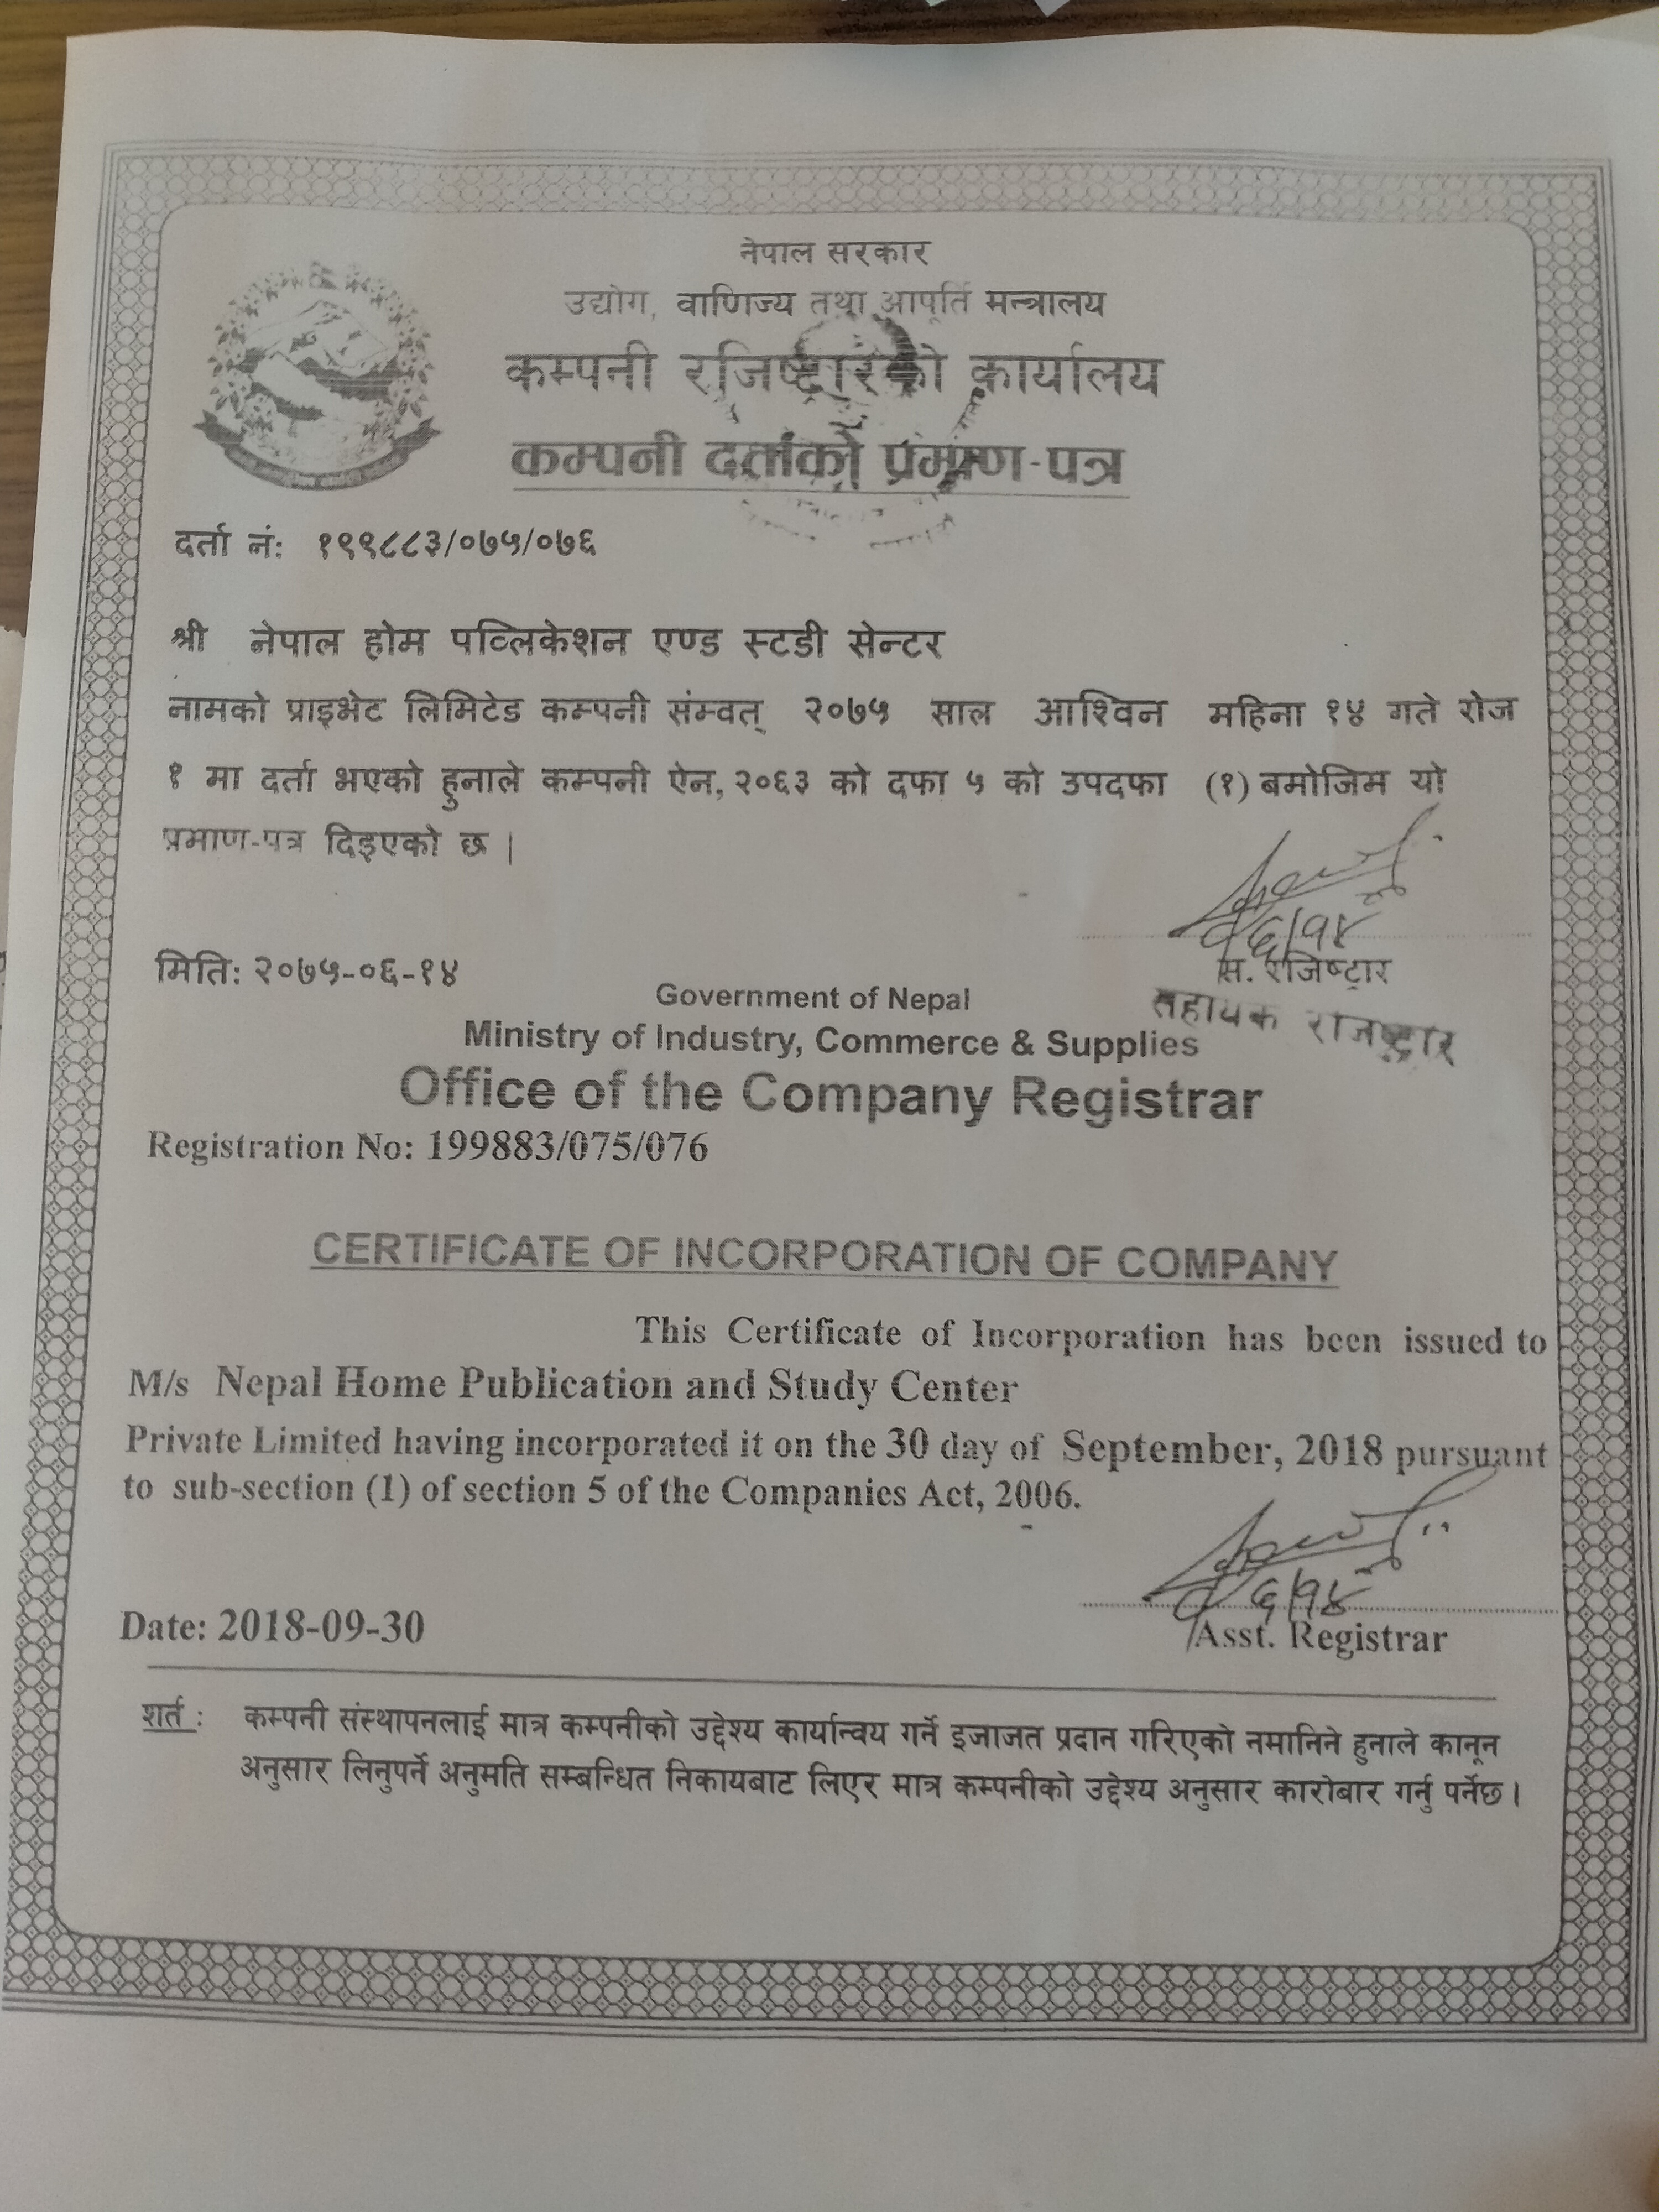 नेपाल सरकार
उद्योग, वाणिज्य तथा आपूर्ति मन्त्रालय
कम्पनी रजिष्ट्रारको कार्यालय
कम्पनी दर्ताको प्रमाण-पत्र
दर्ता नं: १९९८८३/०७५/०७६
श्री नेपाल होम पव्लिकेशन एण्ड स्टडी सेन्टर
नामको प्राइभेट लिमिटेड कम्पनी संम्वत् २०७५ साल आश्विन महिना १४ गते रोज
१ मा दर्ता भएको हुनाले कम्पनी ऐन, २०६३ को दफा ५ को उपदफा (१) बमोजिम यो
प्रमाण-पत्र दिइएको छ |
६/१४
मिति: २०७५-०६-१४
स. रजिष्ट्रार
सहायक रजिष्ट्रार
Government of Nepal
Ministry of Industry, Commerce & Supplies
Office of the Company Registrar
Registration No: 199883/075/076
CERTIFICATE OF INCORPORATION OF COMPANY
This Certificate of Incorporation has been issued to
M/s Nepal Home Publication and Study Center
Private Limited having incorporated it on the 30 day of September, 2018 pursuant
to sub-section (1) of section 5 of the Companies Act, 2006.
६/१४
Date: 2018-09-30
Asst. Registrar
शर्त : कम्पनी संस्थापनलाई मात्र कम्पनीको उद्देश्य कार्यान्वय गर्ने इजाजत प्रदान गरिएको नमानिने हुनाले कानून
अनुसार लिनुपर्ने अनुमति सम्बन्धित निकायबाट लिएर मात्र कम्पनीको उद्देश्य अनुसार कारोबार गर्नु पर्नेछ।